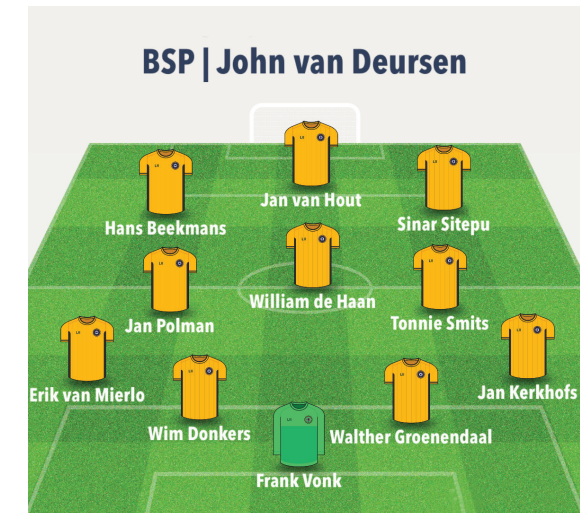 BSP | John van Deursen
Jan van Hout
Hans Beekmans
Sinar Sitepu
William de Haan
Jan Polman
Tonnie Smits
Erik van Mierlo
Jan Kerkhofs
Wim Donkers
Walther Groenendaal
Frank Vonk